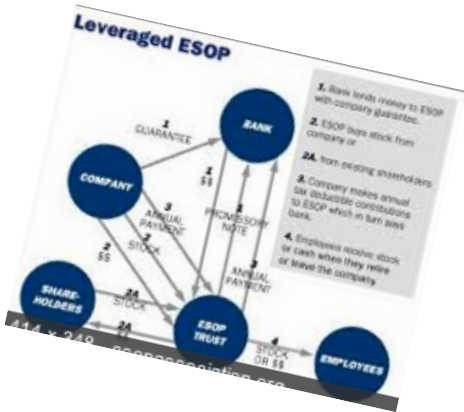 Leveraged ESOP
1. Bank lends money to ESOP
with company guarantee.
2. ESOP buys stock from
company or
2A. from existing shareholders
3. Company makes annual
tax deductible contributions
to ESOP which in turn pays
bank.
4. Employees receive stock
or cash when they retire
or leave the company
BANK
1
GUARANTEE
COMPANY
1
$$
3
ANNUAL
PAYMENT
1
PROMISSORY
NOTE
2
STOCK
2
$$
3
ANNUAL
PAYMENT
SHARE-
HOLDERS
2A
STOCK
2A
ESOP
TRUST
4
STOCK
OR $$
EMPLOYEES
414 × 348